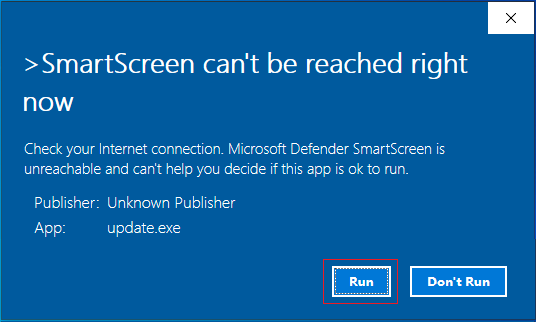 >SmartScreen can't be reached right
now
Check your Internet connection. Microsoft Defender SmartScreen is
unreachable and can't help you decide if this app is ok to run.
Publisher: Unknown Publisher
App: update.exe
Run Don't Run